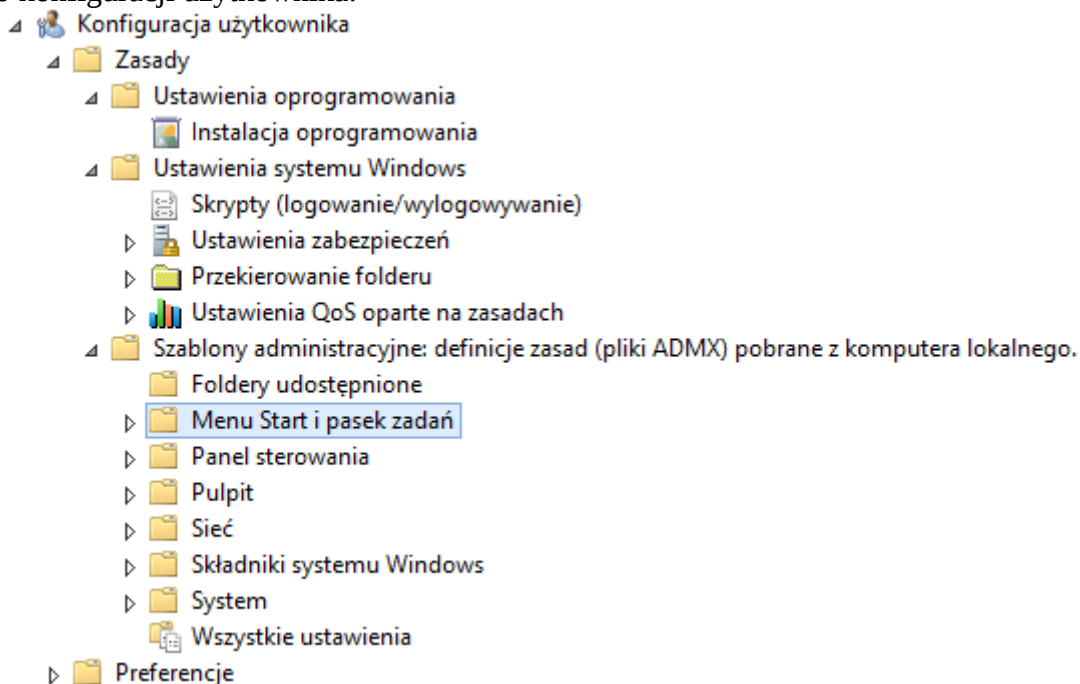 Konfiguracja użytkownika
Zasady
Ustawienia oprogramowania
Instalacja oprogramowania
Ustawienia systemu Windows
Skrypty (logowanie/wylogowywanie)
Ustawienia zabezpieczeń
Przekierowanie folderu
Ustawienia QoS oparte na zasadach
Szablony administracyjne: definicje zasad (pliki ADMX) pobrane z komputera lokalnego.
Foldery udostępnione
Menu Start i pasek zadań
Panel sterowania
Pulpit
Sieć
Składniki systemu Windows
System
Wszystkie ustawienia
Preferencje